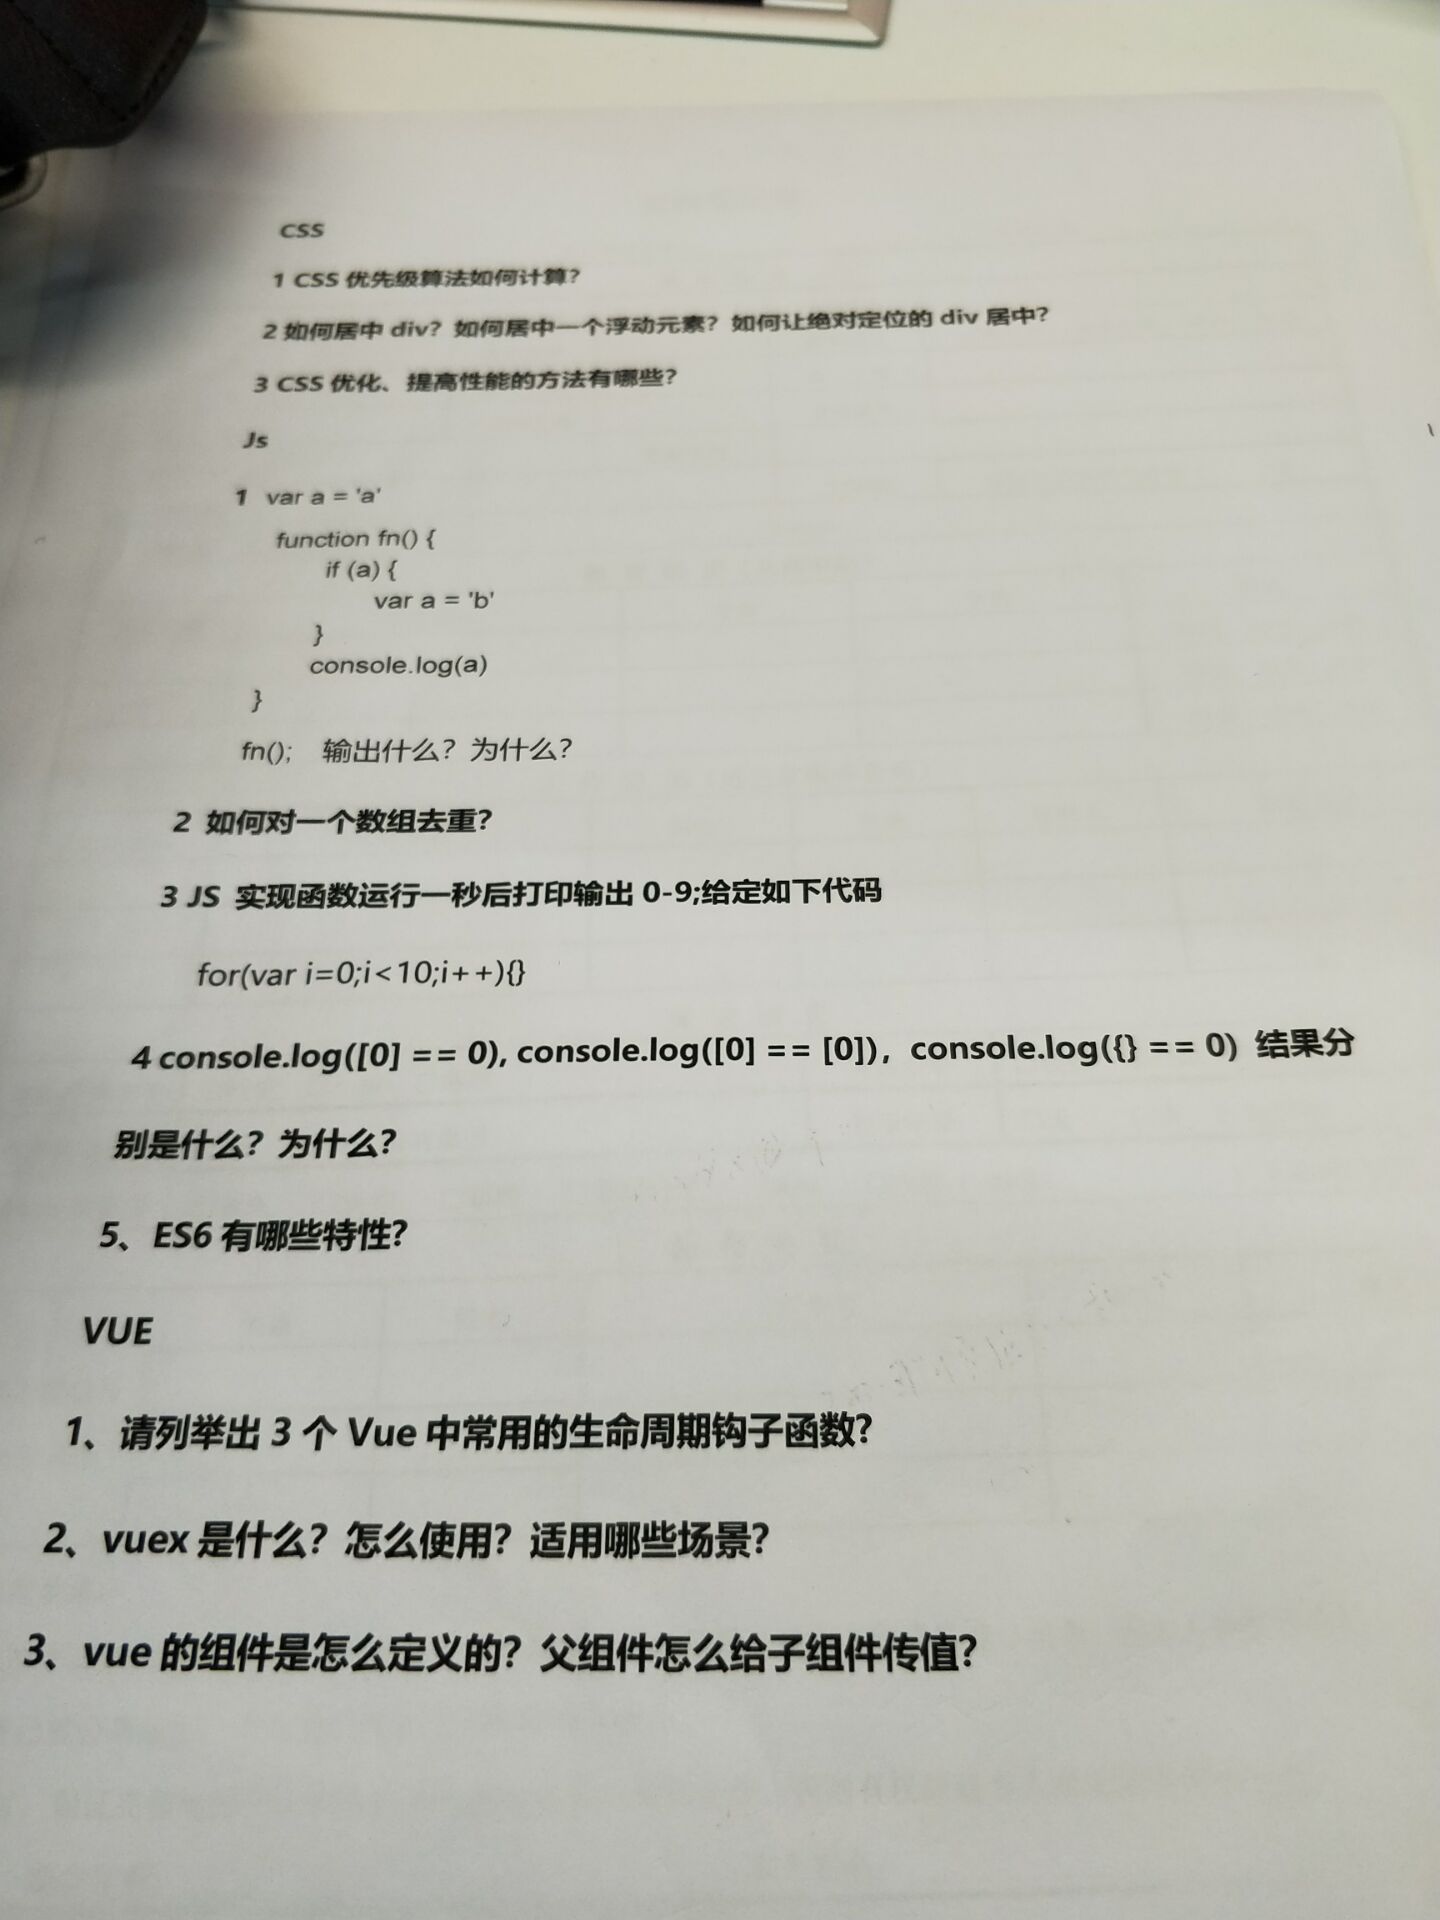 CSS
1 CSS 优先级算法如何计算?
2 如何居中 div? 如何居中一个浮动元素? 如何让绝对定位的 div 居中?
3 CSS 优化、提高性能的方法有哪些?
Js
1 var a = 'a'
function fn() {
if (a) {
var a = 'b'
}
console.log(a)
}
fn(); 输出什么? 为什么?
2 如何对一个数组去重?
3 JS 实现函数运行一秒后打印输出 0-9;给定如下代码
for(var i=0;i<10;i++){}
4 console.log([0] == 0), console.log([0] == [0]), console.log({} == 0) 结果分
别是什么? 为什么?
5、ES6 有哪些特性?
VUE
1、请列举出 3 个 Vue 中常用的生命周期钩子函数?
2、vuex 是什么? 怎么使用? 适用哪些场景?
3、vue 的组件是怎么定义的? 父组件怎么给子组件传值?